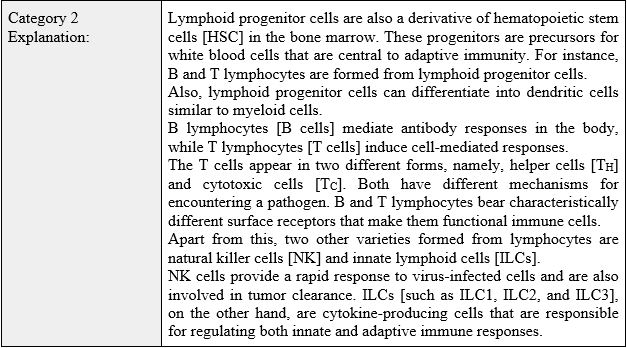 Category 2
Explanation:
Lymphoid progenitor cells are also a derivative of hematopoietic stem
cells [HSC] in the bone marrow. These progenitors are precursors for
white blood cells that are central to adaptive immunity. For instance,
B and T lymphocytes are formed from lymphoid progenitor cells.
Also, lymphoid progenitor cells can differentiate into dendritic cells
similar to myeloid cells.
B lymphocytes [B cells] mediate antibody responses in the body,
while T lymphocytes [T cells] induce cell-mediated responses.
The T cells appear in two different forms, namely, helper cells [TH]
and cytotoxic cells [TC]. Both have different mechanisms for
encountering a pathogen. B and T lymphocytes bear characteristically
different surface receptors that make them functional immune cells.
Apart from this, two other varieties formed from lymphocytes are
natural killer cells [NK] and innate lymphoid cells [ILCs].
NK cells provide a rapid response to virus-infected cells and are also
involved in tumor clearance. ILCs [such as ILC1, ILC2, and ILC3],
on the other hand, are cytokine-producing cells that are responsible
for regulating both innate and adaptive immune responses.